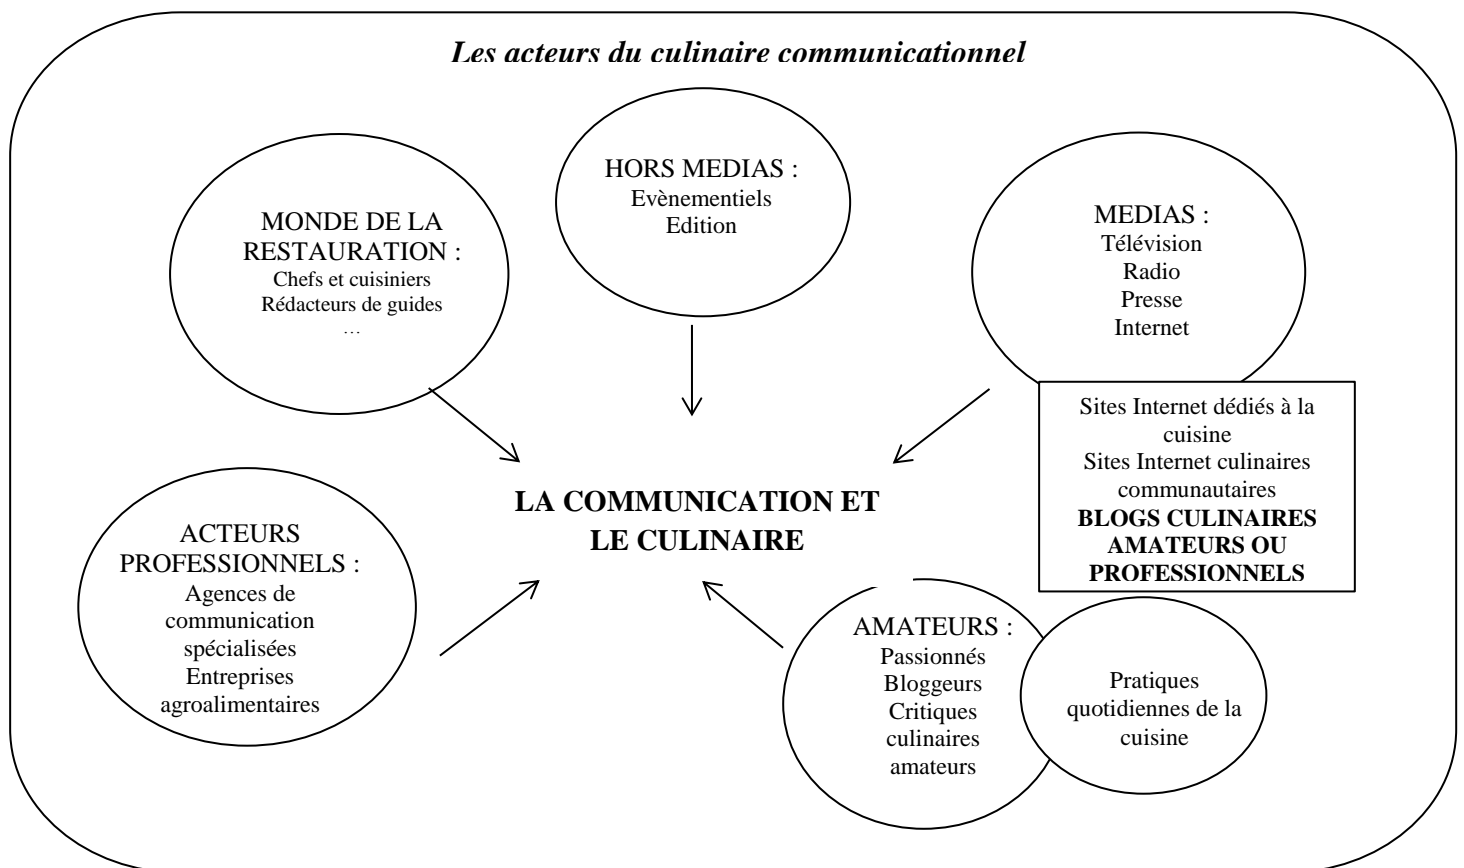 Les acteurs du culinaire communicationnel
HORS MEDIAS :
Evènementiels
Edition
MONDE DE LA
RESTAURATION :
Chefs et cuisiniers
Rédacteurs de guides
…
MEDIAS :
Télévision
Radio
Presse
Internet
Sites Internet dédiés à la
cuisine
Sites Internet culinaires
communautaires
BLOGS CULINAIRES
AMATEURS OU
PROFESSIONNELS
LA COMMUNICATION ET
LE CULINAIRE
ACTEURS
PROFESSIONNELS :
Agences de
communication
spécialisées
Entreprises
agroalimentaires
AMATEURS :
Passionnés
Bloggeurs
Critiques
culinaires
amateurs
Pratiques
quotidiennes de la
cuisine